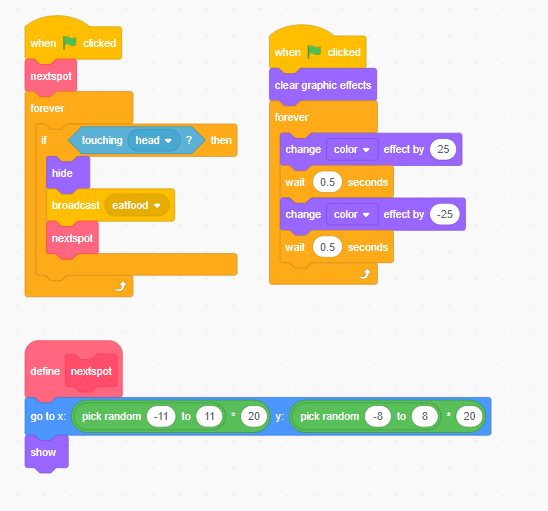 when clicked
nextspot
forever
if touching head ? then
hide
broadcast eatfood
nextspot
when clicked
clear graphic effects
forever
change color effect by 25
wait 0.5 seconds
change color effect by -25
wait 0.5 seconds
define nextspot
go to x: pick random -11 to 11 * 20 y: pick random -8 to 8 * 20
show